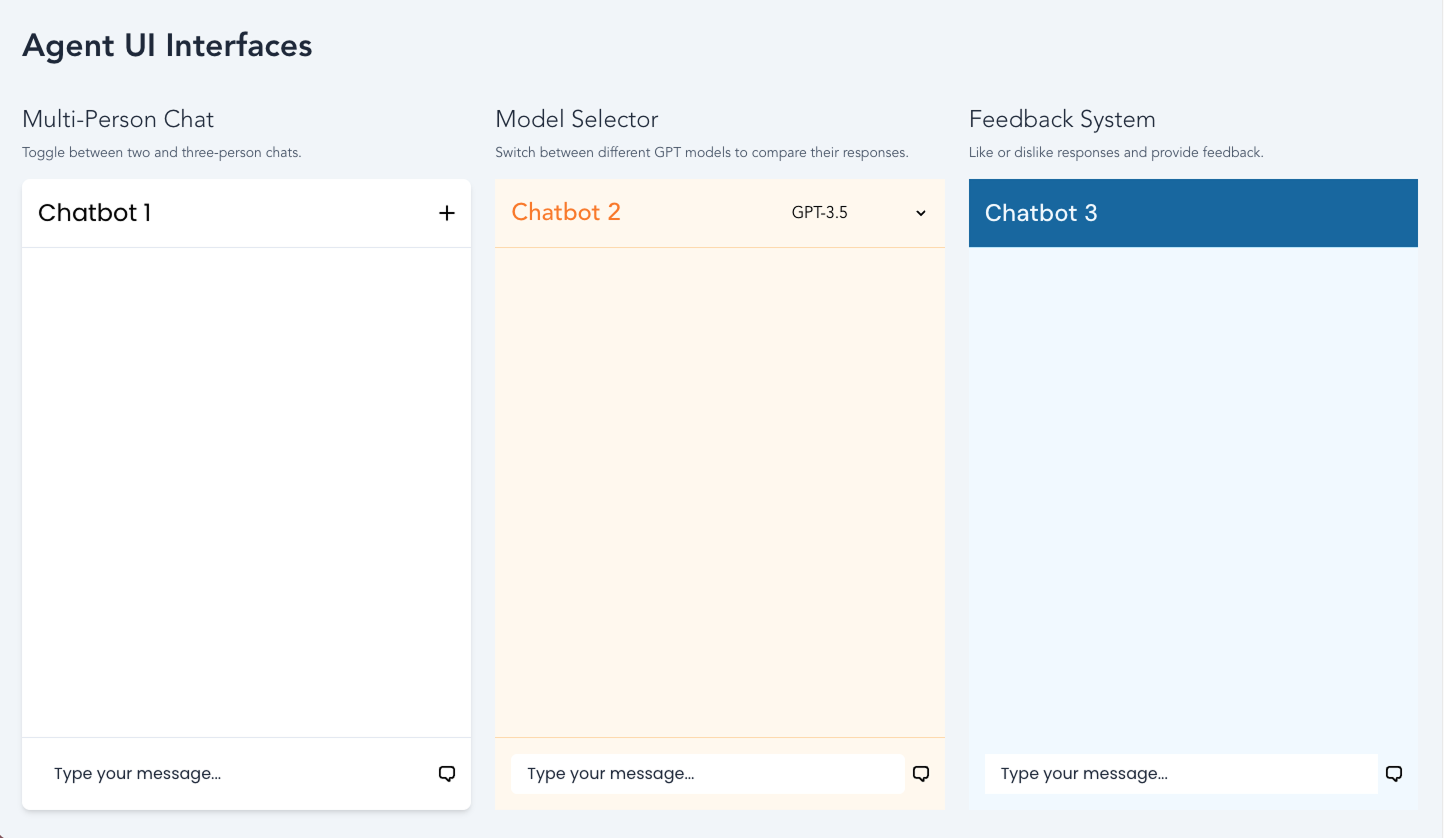 Agent UI Interfaces
Multi-Person Chat
Toggle between two and three-person chats.
Chatbot 1
Type your message...
Model Selector
Switch between different GPT models to compare their responses.
Chatbot 2
GPT-3.5
Type your message...
Feedback System
Like or dislike responses and provide feedback.
Chatbot 3
Type your message...